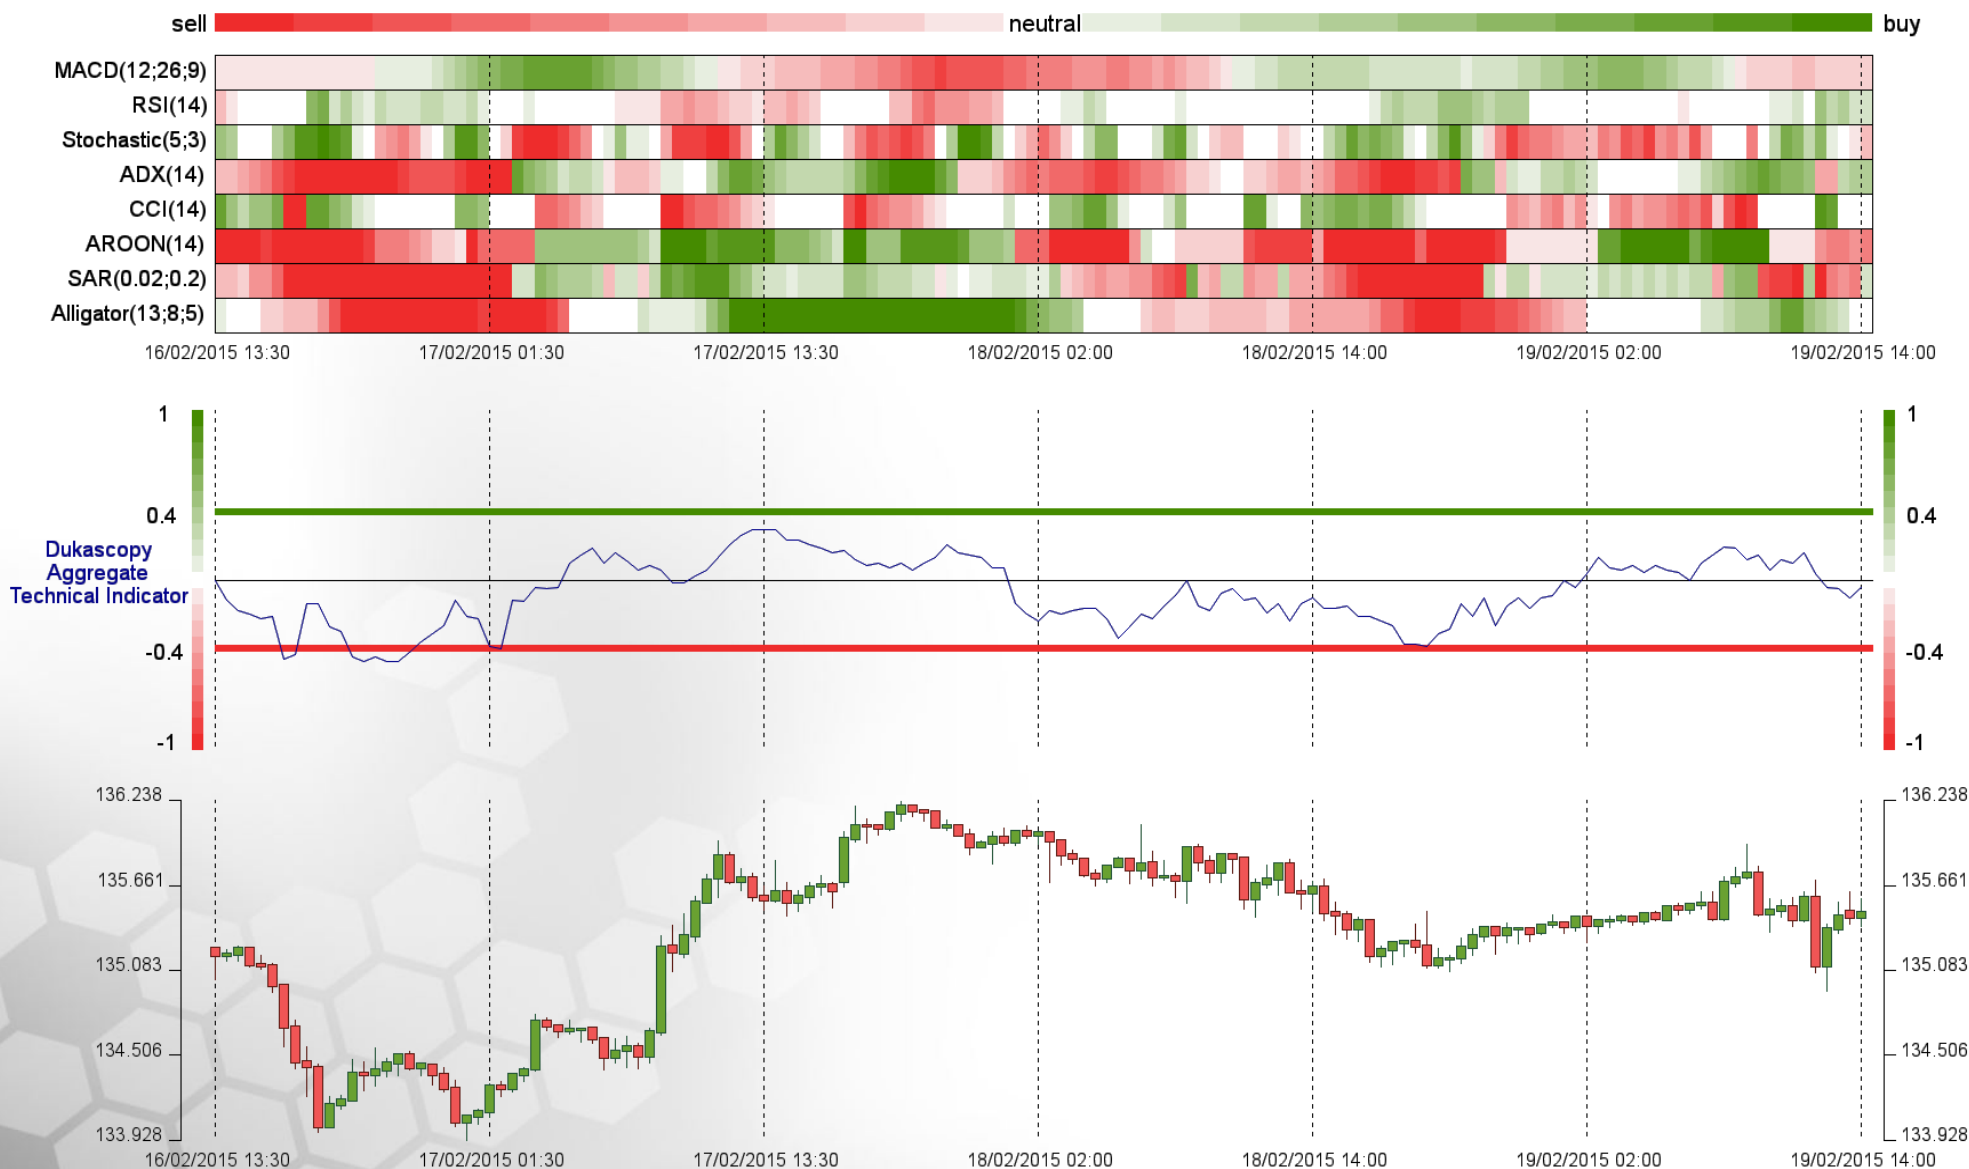 sell neutral buy
MACD(12;26;9)
RSI(14)
Stochastic(5;3)
ADX(14)
CCI(14)
AROON(14)
SAR(0.02;0.2)
Alligator(13;8;5)
16/02/2015 13:30 17/02/2015 01:30 17/02/2015 13:30 18/02/2015 02:00 18/02/2015 14:00 19/02/2015 02:00 19/02/2015 14:00
1 1
0.4 0.4
Dukascopy
Aggregate
Technical Indicator
-0.4 -0.4
-1 -1
136.238 136.238
135.661 135.661
135.083 135.083
134.506 134.506
133.928 133.928
16/02/2015 13:30 17/02/2015 01:30 17/02/2015 13:30 18/02/2015 02:00 18/02/2015 14:00 19/02/2015 02:00 19/02/2015 14:00